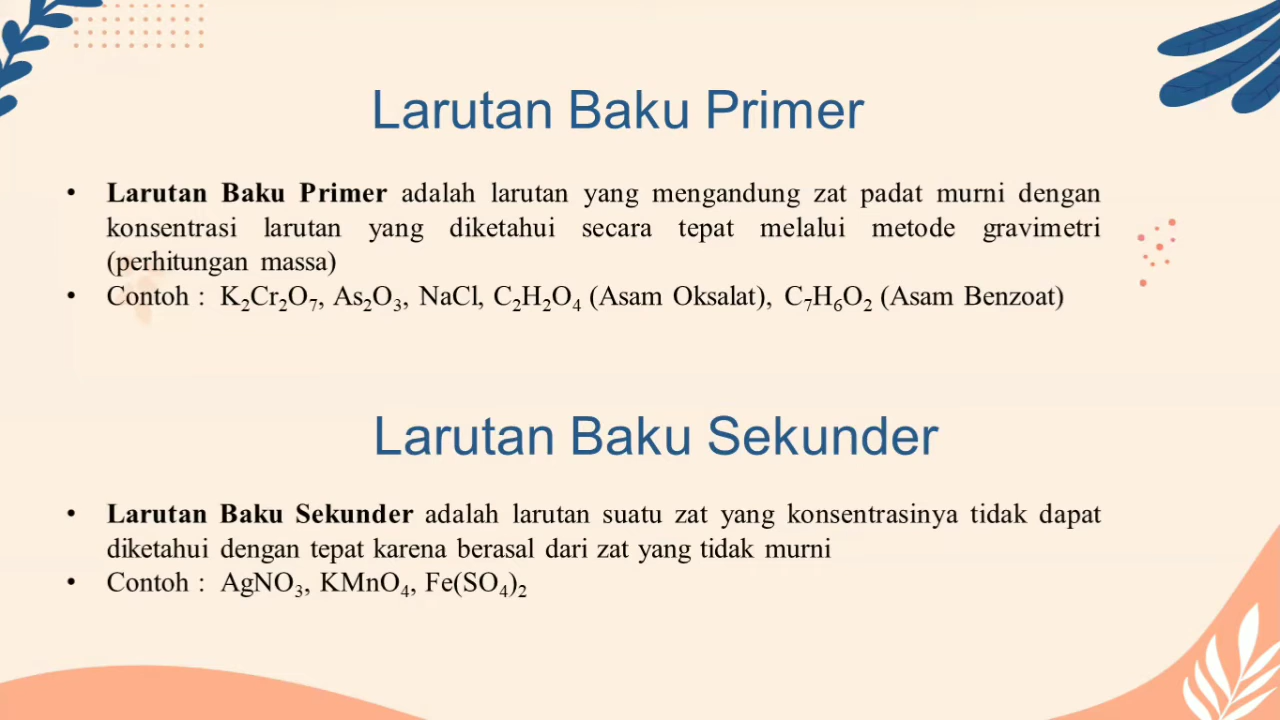 Larutan Baku Primer
• Larutan Baku Primer adalah larutan yang mengandung zat padat murni dengan
konsentrasi larutan yang diketahui secara tepat melalui metode gravimetri
(perhitungan massa)
• Contoh : K₂Cr₂O₇, As₂O₃, NaCl, C₂H₂O₄ (Asam Oksalat), C₇H₆O₂ (Asam Benzoat)
Larutan Baku Sekunder
• Larutan Baku Sekunder adalah larutan suatu zat yang konsentrasinya tidak dapat
diketahui dengan tepat karena berasal dari zat yang tidak murni
• Contoh : AgNO₃, KMnO₄, Fe(SO₄)₂